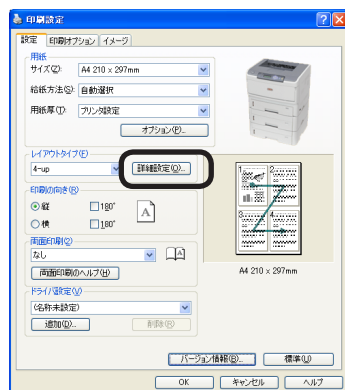 印刷設定
設定 印刷オプション イメージ
用紙
サイズ(Z): A4 210 x 297mm
給紙方法(S): 自動選択
用紙厚(T): プリンタ設定
オプション(P)...
レイアウトタイプ(F)
4-up 詳細設定(O)...
印刷の向き(R)
縦 180°
横 180°
A
両面印刷(2)
なし
両面印刷のヘルプ(H)
ドライバ設定(V)
(名称未設定)
追加(D)... 削除(R)
1 2
3 4
A4 210 x 297mm
バージョン情報(B)... 標準(U)
OK キャンセル ヘルプ